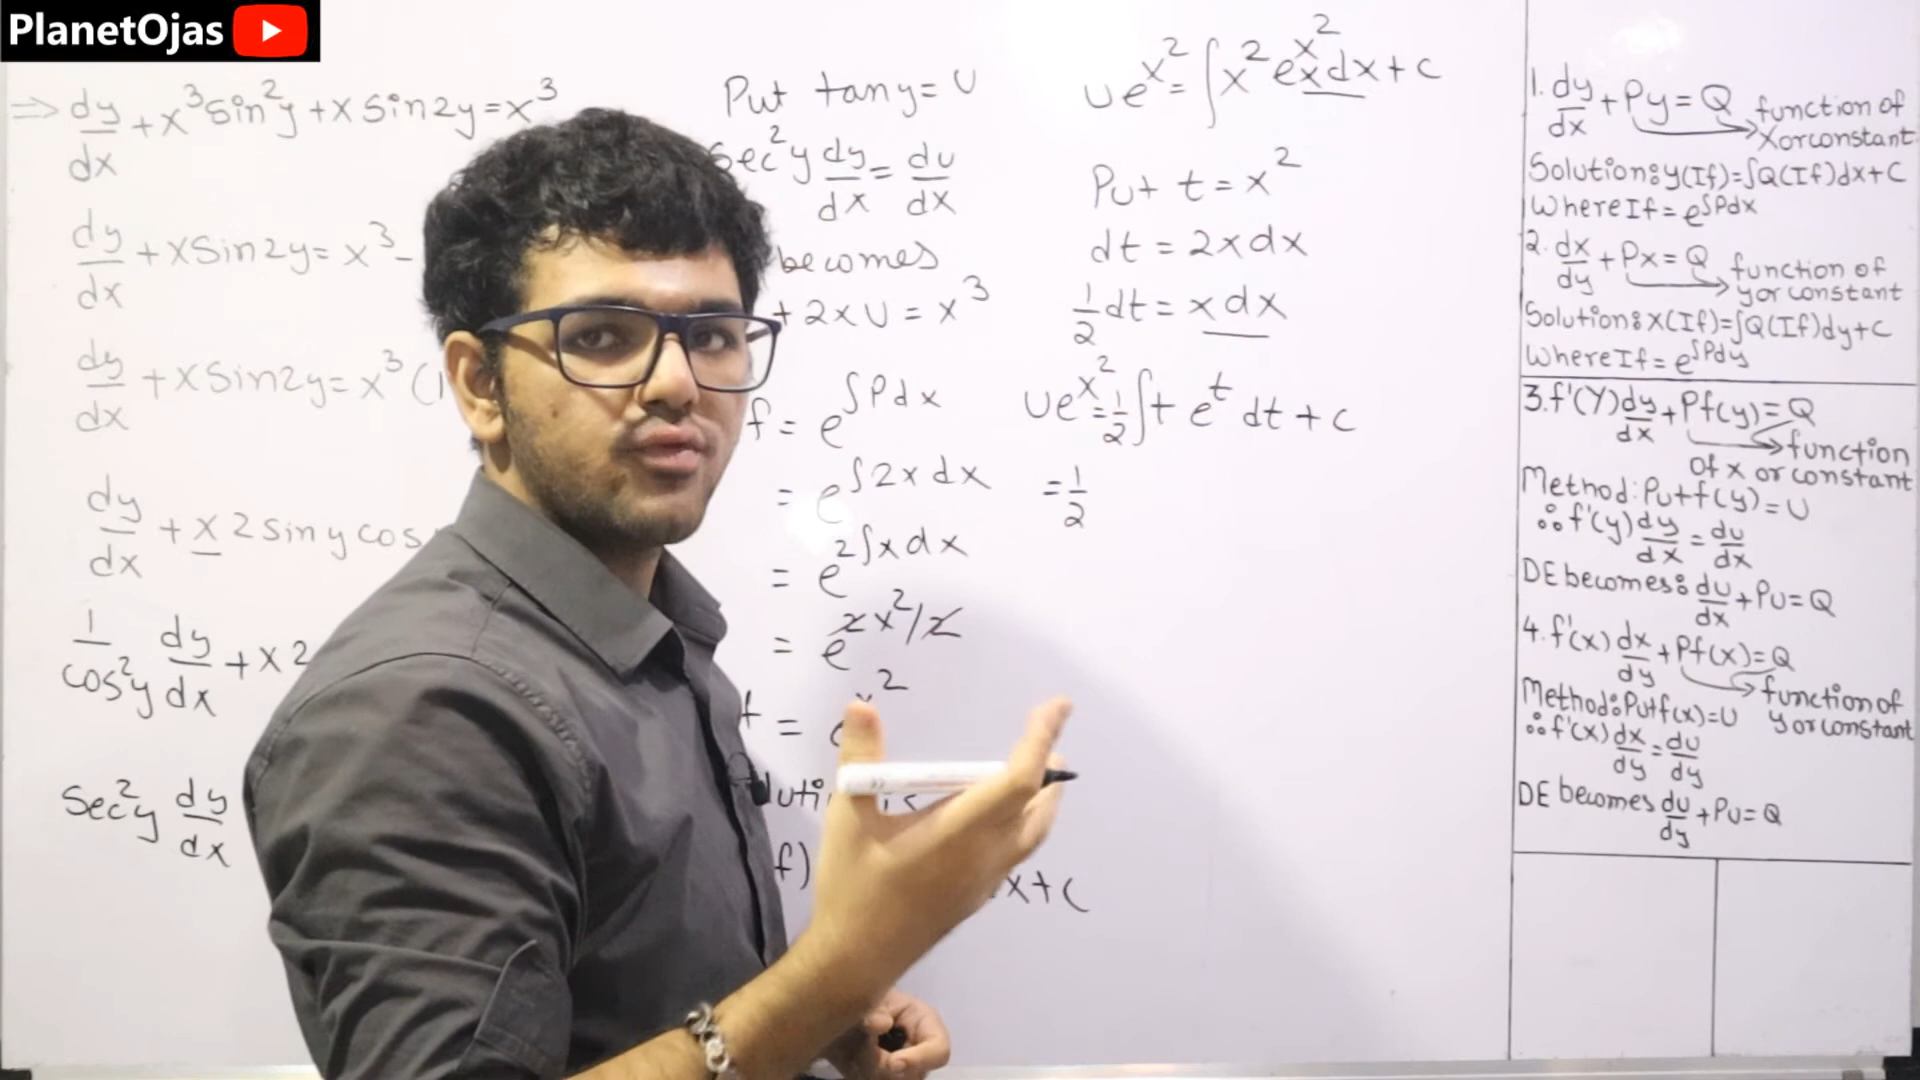 PlanetOjas
⇒ dy/dx + x³ sin²y + x sin2y = x³
dy/dx + x sin2y = x³ -
dy/dx + x sin2y = x³ (1
dy/dx + x 2 sin y cos
1/cos²y dy/dx + x 2
sec²y dy/dx
Put tan y = u
sec²y dy/dx = du/dx
becomes
+ 2xu = x³
f = e^∫Pdx
= e^∫2x dx
= e^2∫x dx
= e^2x²/2
f =
f)
x + c
u e^x² = ∫x² e^x² x dx + c
Put t = x²
dt = 2x dx
1/2 dt = x dx
u e^x² = 1/2 ∫t e^t dt + c
= 1/2
1. dy/dx + Py = Q function of
x or constant
Solution: y(If) = ∫Q(If)dx + c
Where If = e^∫Pdx
2. dx/dy + Px = Q function of
y or constant
Solution: x(If) = ∫Q(If)dy + c
Where If = e^∫Pdy
3. f'(y) dy/dx + Pf(y) = Q
function
of x or constant
Method: Put f(y) = u
∴ f'(y) dy/dx = du/dx
DE becomes: du/dx + Pu = Q
4. f'(x) dx/dy + Pf(x) = Q
function of
Method: Put f(x) = u y or constant
∴ f'(x) dx/dy = du/dy
DE becomes du/dy + Pu = Q